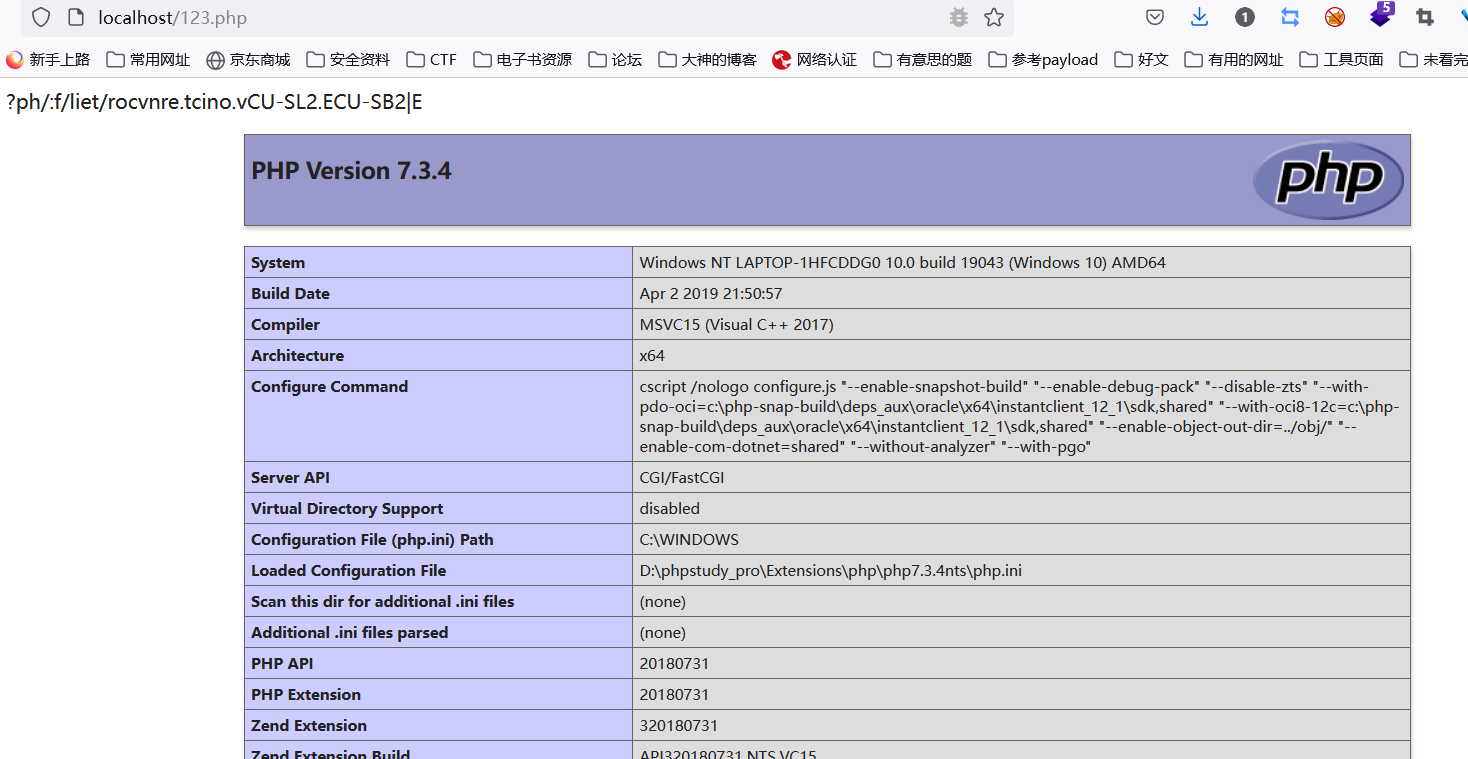 localhost/123.php
1
5
新手上路 常用网址 京东商城 安全资料 CTF 电子书资源 论坛 大神的博客 网络认证 有意思的题 参考payload 好文 有用的网址 工具页面 未看完
?ph/:f/liet/rocvnre.tcino.vCU-SL2.ECU-SB2|E
PHP Version 7.3.4
php
System Windows NT LAPTOP-1HFCDDG0 10.0 build 19043 (Windows 10) AMD64
Build Date Apr 2 2019 21:50:57
Compiler MSVC15 (Visual C++ 2017)
Architecture x64
Configure Command cscript /nologo configure.js "--enable-snapshot-build" "--enable-debug-pack" "--disable-zts" "--with-
pdo-oci=c:\php-snap-build\deps_aux\oracle\x64\instantclient_12_1\sdk,shared" "--with-oci8-12c=c:\php-
snap-build\deps_aux\oracle\x64\instantclient_12_1\sdk,shared" "--enable-object-out-dir=../obj/" "--
enable-com-dotnet=shared" "--without-analyzer" "--with-pgo"
Server API CGI/FastCGI
Virtual Directory Support disabled
Configuration File (php.ini) Path C:\WINDOWS
Loaded Configuration File D:\phpstudy_pro\Extensions\php\php7.3.4nts\php.ini
Scan this dir for additional .ini files (none)
Additional .ini files parsed (none)
PHP API 20180731
PHP Extension 20180731
Zend Extension 320180731
Zend Extension Build API320180731,NTS,VC15